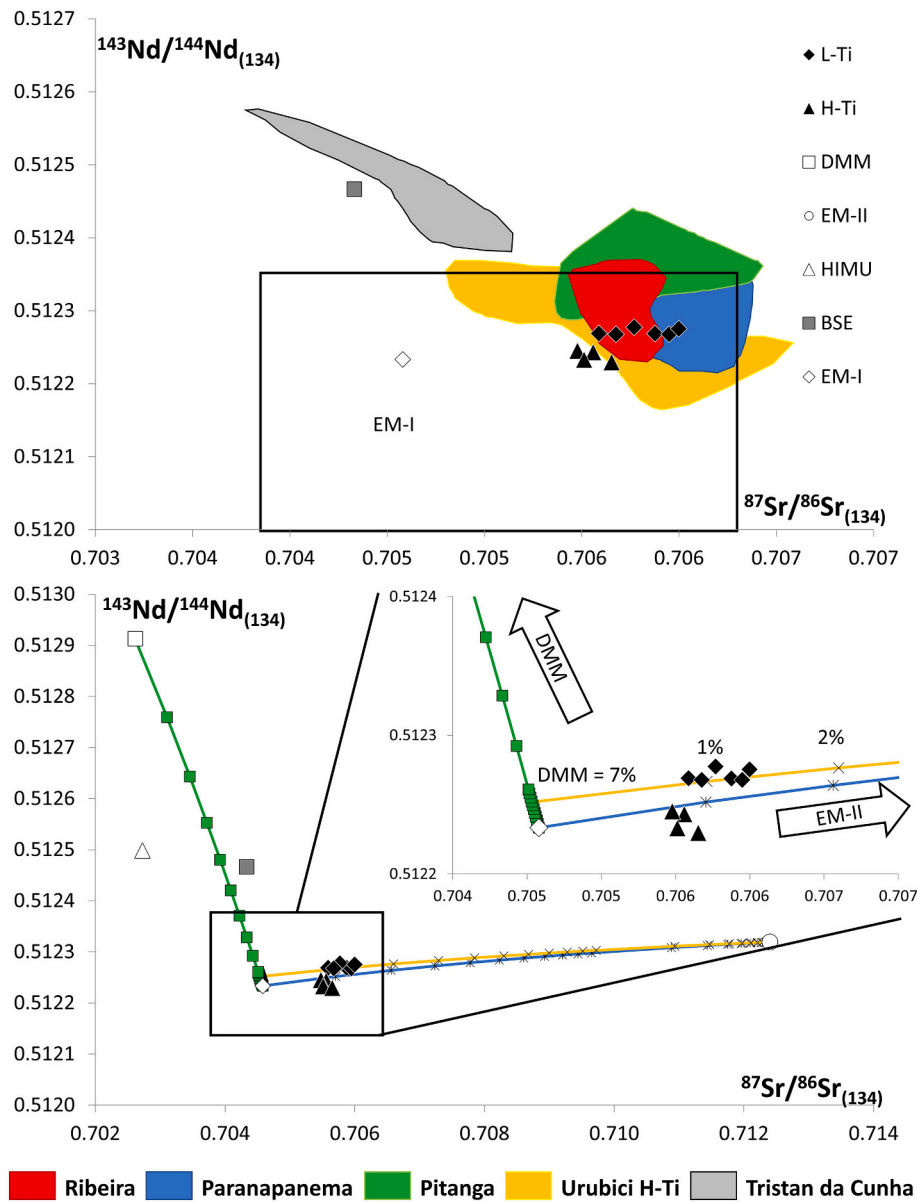 0.5127
¹⁴³Nd/¹⁴⁴Nd₍₁₃₄₎
L-Ti
0.5126
H-Ti
DMM
0.5125
EM-II
0.5124
HIMU
0.5123
BSE
0.5122
EM-I
EM-I
0.5121
⁸⁷Sr/⁸⁶Sr₍₁₃₄₎
0.5120
0.703 0.704 0.704 0.705 0.705 0.706 0.706 0.707 0.707
0.5130
¹⁴³Nd/¹⁴⁴Nd₍₁₃₄₎
0.5129
0.5128
0.5127
0.5126
0.5125
0.5124
0.5123
0.5122
0.5121
0.5120
0.5124
DMM
0.5123
DMM = 7%
1%
2%
EM-II
0.5122
0.704 0.705 0.705 0.706 0.706 0.707 0.707
⁸⁷Sr/⁸⁶Sr₍₁₃₄₎
0.702 0.704 0.706 0.708 0.710 0.712 0.714
Ribeira Paranapanema Pitanga Urubici H-Ti Tristan da Cunha